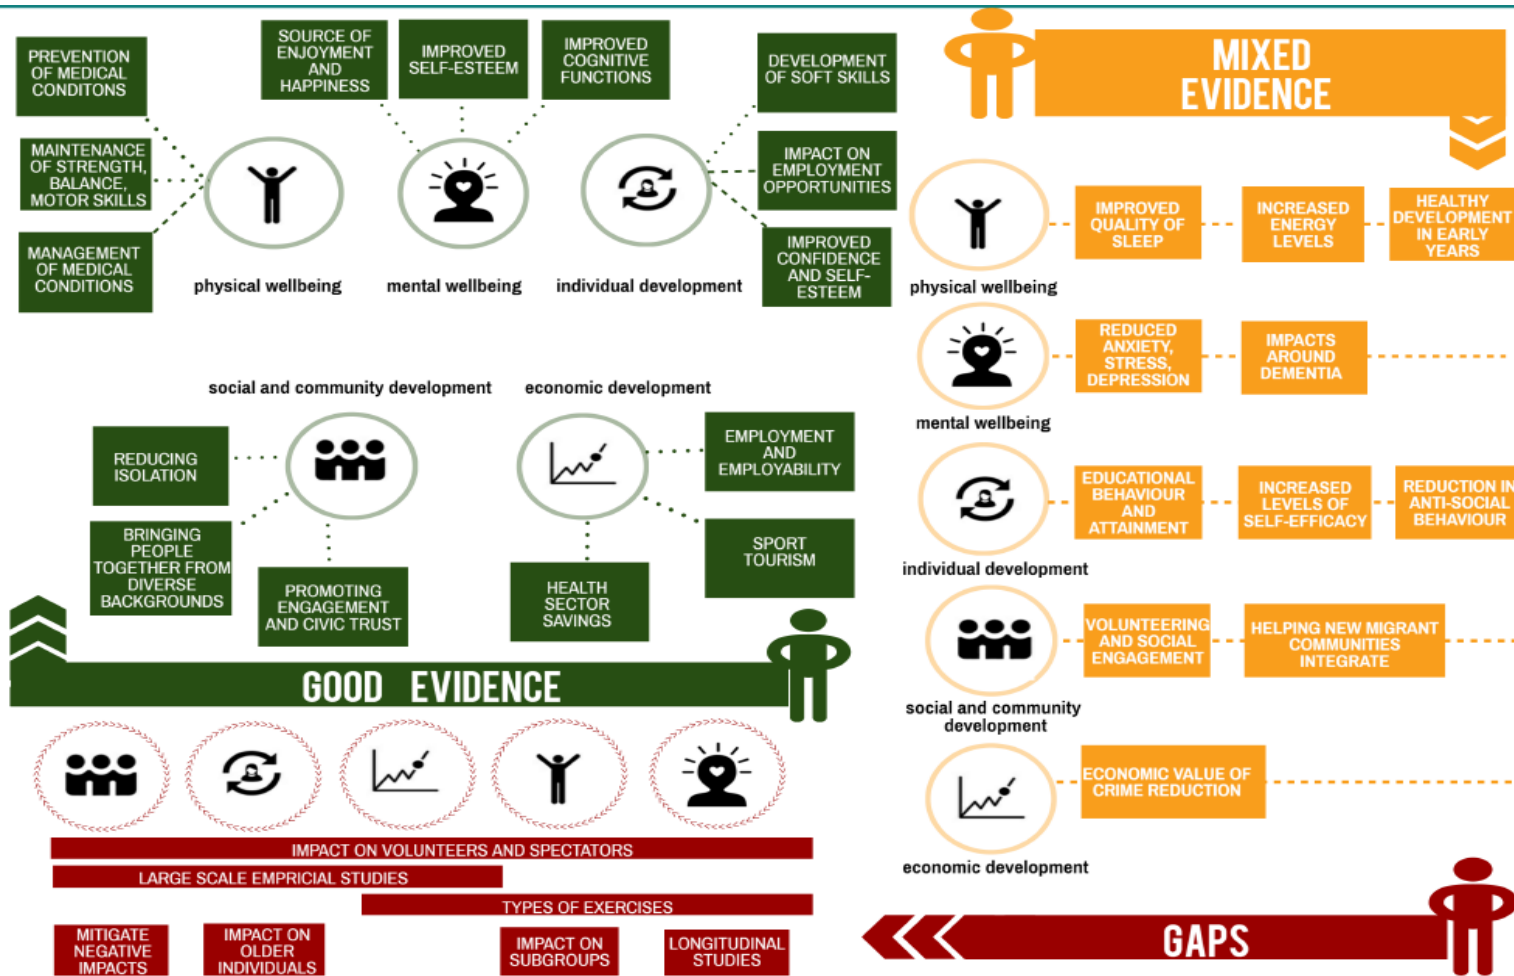 PREVENTION
OF MEDICAL
CONDITONS
MAINTENANCE
OF STRENGTH,
BALANCE,
MOTOR SKILLS
MANAGEMENT
OF MEDICAL
CONDITIONS
physical wellbeing
SOURCE OF
ENJOYMENT
AND
HAPPINESS
IMPROVED
SELF-ESTEEM
IMPROVED
COGNITIVE
FUNCTIONS
mental wellbeing
DEVELOPMENT
OF SOFT SKILLS
IMPACT ON
EMPLOYMENT
OPPORTUNITIES
IMPROVED
CONFIDENCE
AND SELF-
ESTEEM
individual development
social and community development
REDUCING
ISOLATION
BRINGING
PEOPLE
TOGETHER FROM
DIVERSE
BACKGROUNDS
PROMOTING
ENGAGEMENT
AND CIVIC TRUST
economic development
EMPLOYMENT
AND
EMPLOYABILITY
SPORT
TOURISM
HEALTH
SECTOR
SAVINGS
GOOD EVIDENCE
MIXED
EVIDENCE
physical wellbeing
IMPROVED
QUALITY OF
SLEEP
INCREASED
ENERGY
LEVELS
HEALTHY
DEVELOPMENT
IN EARLY
YEARS
mental wellbeing
REDUCED
ANXIETY,
STRESS,
DEPRESSION
IMPACTS
AROUND
DEMENTIA
individual development
EDUCATIONAL
BEHAVIOUR
AND
ATTAINMENT
INCREASED
LEVELS OF
SELF-EFFICACY
REDUCTION IN
ANTI-SOCIAL
BEHAVIOUR
social and community
development
VOLUNTEERING
AND SOCIAL
ENGAGEMENT
HELPING NEW MIGRANT
COMMUNITIES
INTEGRATE
economic development
ECONOMIC VALUE OF
CRIME REDUCTION
IMPACT ON VOLUNTEERS AND SPECTATORS
LARGE SCALE EMPRICIAL STUDIES
TYPES OF EXERCISES
MITIGATE
NEGATIVE
IMPACTS
IMPACT ON
OLDER
INDIVIDUALS
IMPACT ON
SUBGROUPS
LONGITUDINAL
STUDIES
GAPS